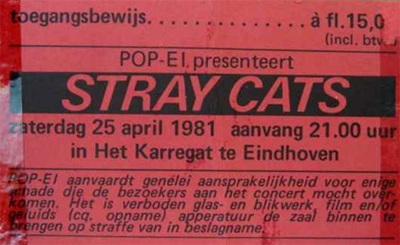 toegangsbewijs. . . . . . . . . . . . . à fl.15,0
(incl. btw
POP-EI, presenteert
STRAY CATS
zaterdag 25 april 1981 aanvang 21.00 uur
in Het Karregat te Eindhoven
POP-EI aanvaardt genelei aansprakelijkheid voor enige
schade die de bezoekers aan het concert mocht over-
komen. Het is verboden glas- en blikwerk, film en/of
geluids (cq. opname) apparatuur de zaal binnen te
brengen op straffe van in beslagname.